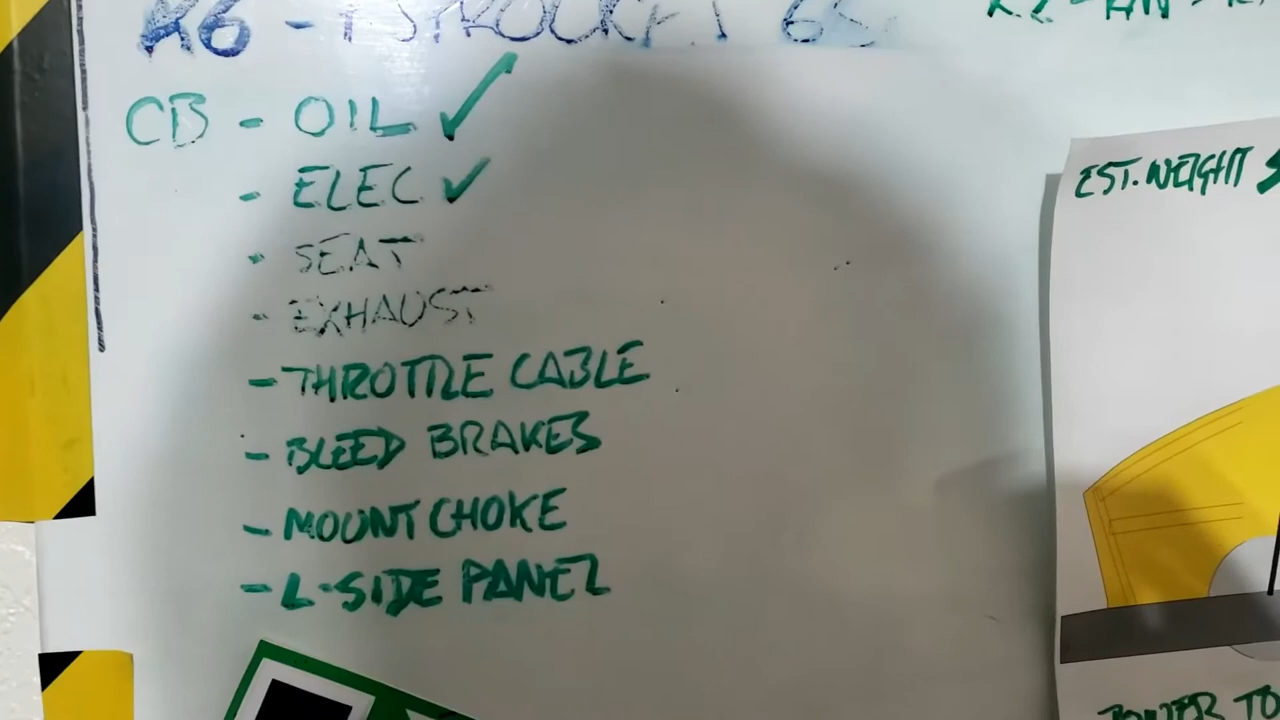 CB - OIL ✓
- ELEC ✓
- SEAT
- EXHAUST
- THROTTLE CABLE
- BLEED BRAKES
- MOUNT CHOKE
- L-SIDE PANEL
EST. WEIGHT